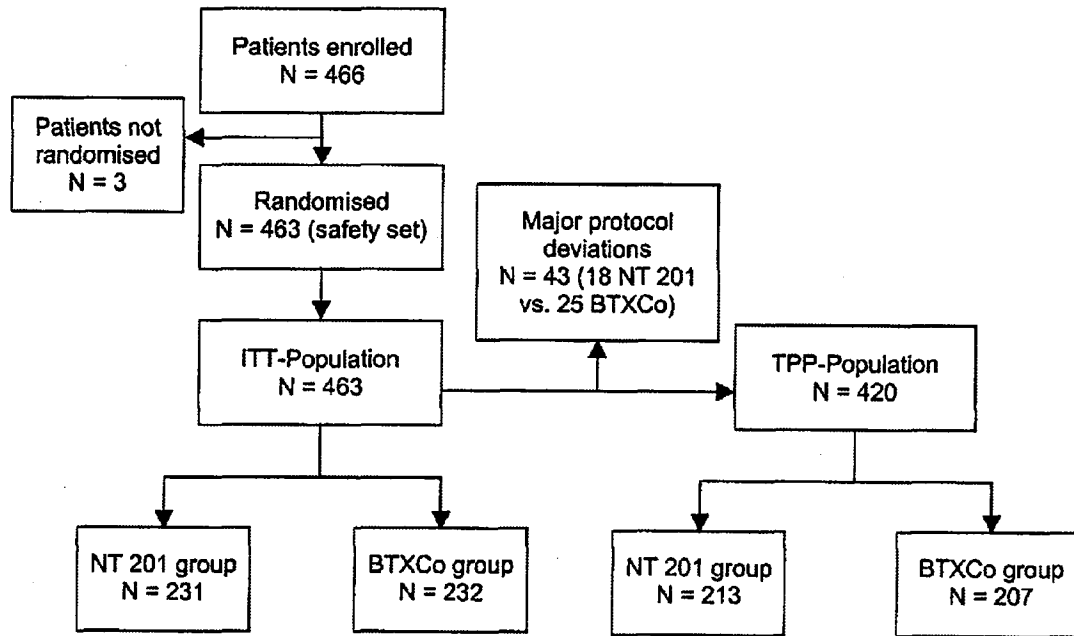 Patients enrolled
N = 466
Patients not
randomised
N = 3
Randomised
N = 463 (safety set)
Major protocol
deviations
N = 43 (18 NT 201
vs. 25 BTXCo)
ITT-Population
N = 463
TPP-Population
N = 420
NT 201 group
N = 231
BTXCo group
N = 232
NT 201 group
N = 213
BTXCo group
N = 207